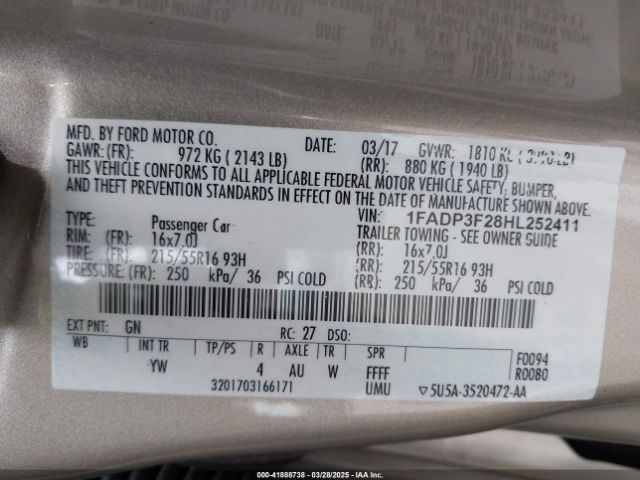 MFD. BY FORD MOTOR CO. DATE: 03/17 GVWR: 1810 KG
GAWR: (FR): 972 KG ( 2143 LB) (RR): 880 KG ( 1940 LB)
THIS VEHICLE CONFORMS TO ALL APPLICABLE FEDERAL MOTOR VEHICLE SAFETY, BUMPER,
AND THEFT PREVENTION STANDARDS IN EFFECT ON THE DATE OF MANUFACTURE SHOWN ABOVE.
VIN: 1FADP3F28HL252411
TYPE: Passenger Car TRAILER TOWING - SEE OWNER GUIDE
RIM: (FR): 16x7.0J (RR): 16x7.0J
TIRE: (FR): 215/55R16 93H (RR): 215/55R16 93H
PRESSURE: (FR): 250 kPa/ 36 PSI COLD (RR): 250 kPa/ 36 PSI COLD
EXT PNT: GN RC: 27 DSO:
WB INT TR TP/PS R AXLE TR SPR F0094
YW 4 AU W FFFF R0080
3201703166171 UMU ▽5U5A-3520472-AA
000-41888738 - 03/28/2025 - IAA Inc.